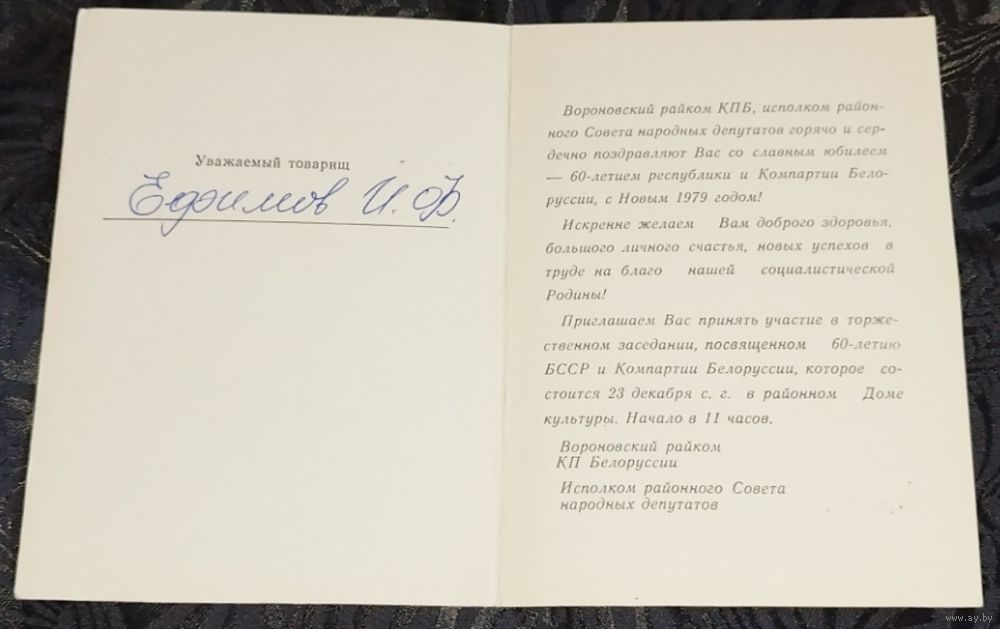 Уважаемый товарищ
Ефимов И.Ф.
Вороновский райком КПБ, исполком район-
ного Совета народных депутатов горячо и сер-
дечно поздравляют Вас со славным юбилеем
— 60-летием республики и Компартии Бело-
руссии, с Новым 1979 годом!
Искренне желаем Вам доброго здоровья,
большого личного счастья, новых успехов в
труде на благо нашей социалистической
Родины!
Приглашаем Вас принять участие в торже-
ственном заседании, посвященном 60-летию
БССР и Компартии Белоруссии, которое со-
стоится 23 декабря с. г. в районном Доме
культуры. Начало в 11 часов.
Вороновский райком
КП Белоруссии
Исполком районного Совета
народных депутатов
www.ay.by